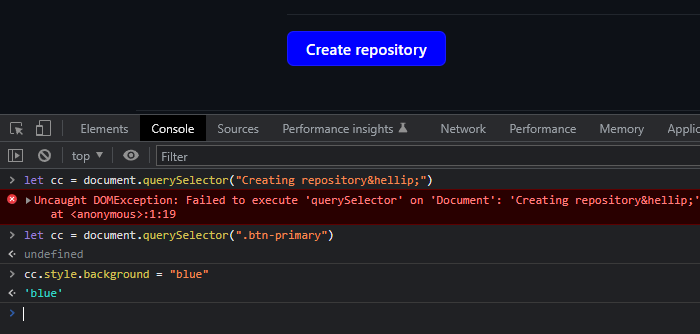 Create repository
Elements Console Sources Performance insights Network Performance Memory Applic
top Filter
let cc = document.querySelector("Creating repository&hellip;")
Uncaught DOMException: Failed to execute 'querySelector' on 'Document': 'Creating repository&hellip;'
at <anonymous>:1:19
let cc = document.querySelector(".btn-primary")
undefined
cc.style.background = "blue"
'blue'